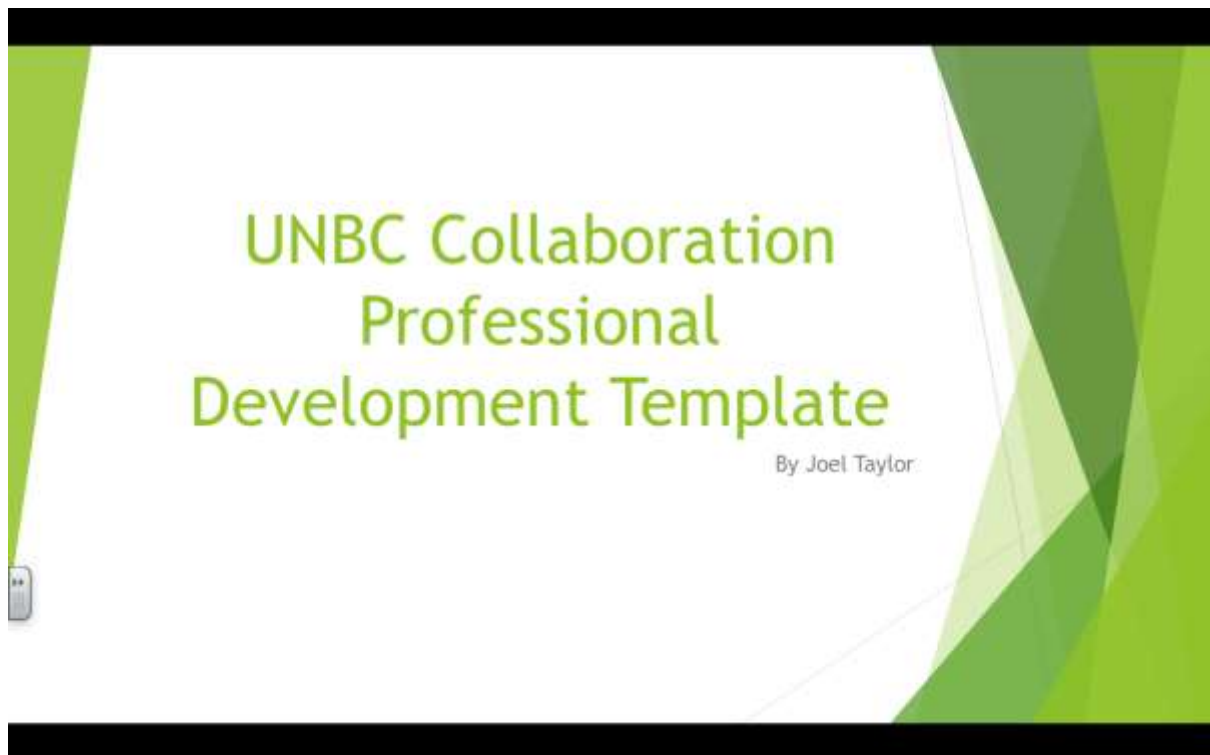 UNBC Collaboration
Professional
Development Template
By Joel Taylor